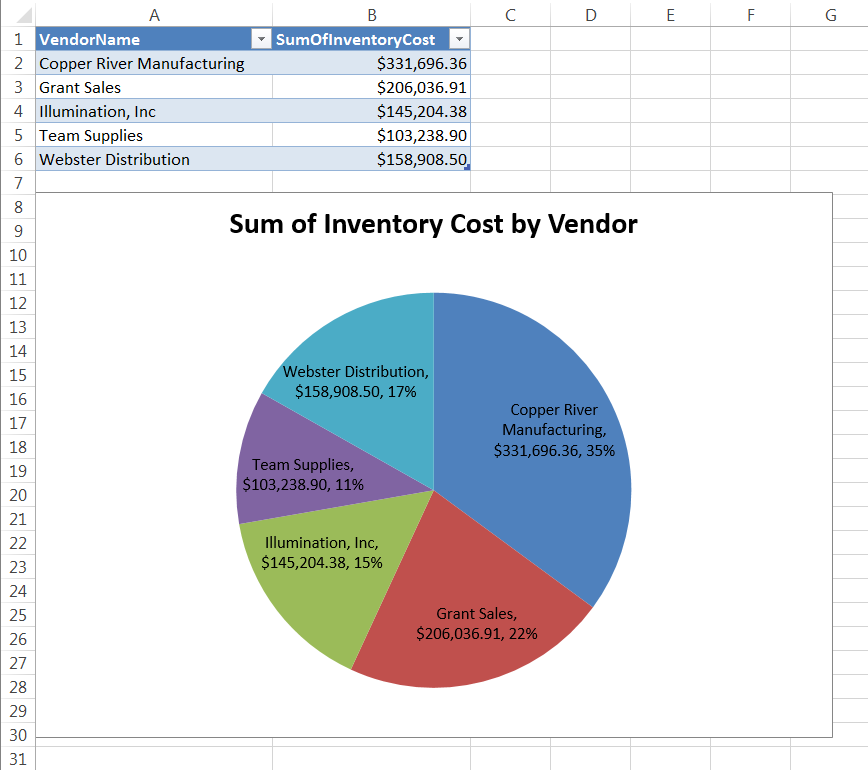 A B C D E F G
1 VendorName SumOfInventoryCost
2 Copper River Manufacturing $331,696.36
3 Grant Sales $206,036.91
4 Illumination, Inc $145,204.38
5 Team Supplies $103,238.90
6 Webster Distribution $158,908.50
7
8
Sum of Inventory Cost by Vendor
9
10
11
12
13
14
15
Webster Distribution,
$158,908.50, 17%
16
Copper River
Manufacturing,
$331,696.36, 35%
17
18
19
Team Supplies,
$103,238.90, 11%
20
21
22
Illumination, Inc,
$145,204.38, 15%
23
24
25
Grant Sales,
$206,036.91, 22%
26
27
28
29
30
31